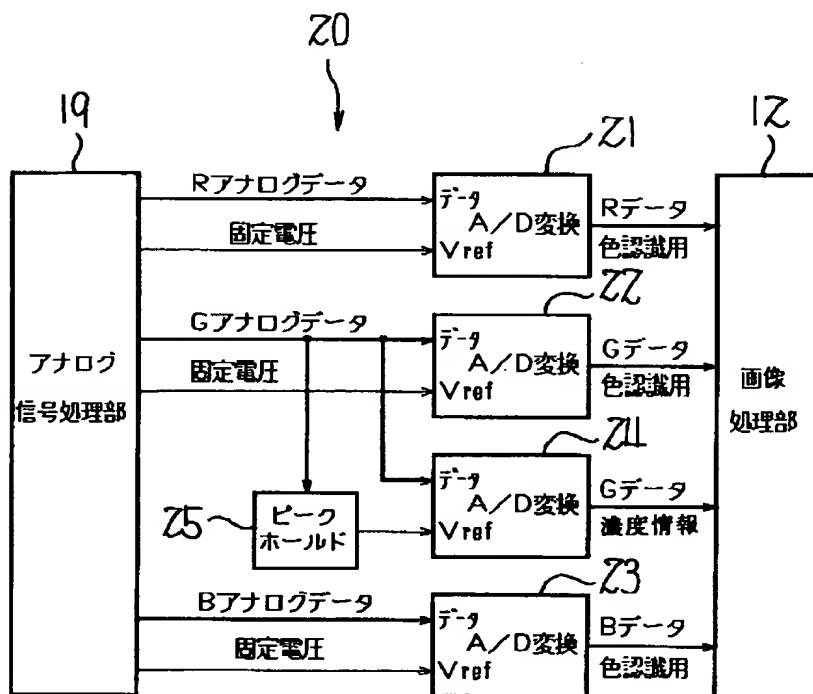 20
19
21
12
Rアナログデータ
データ
A/D変換
Rデータ
固定電圧
Vref
色認識用
22
Gアナログデータ
データ
A/D変換
Gデータ
固定電圧
Vref
色認識用
アナログ
信号処理部
画像
処理部
24
データ
A/D変換
Gデータ
25
ピーク
ホールド
Vref
濃度情報
23
Bアナログデータ
データ
A/D変換
Bデータ
固定電圧
Vref
色認識用